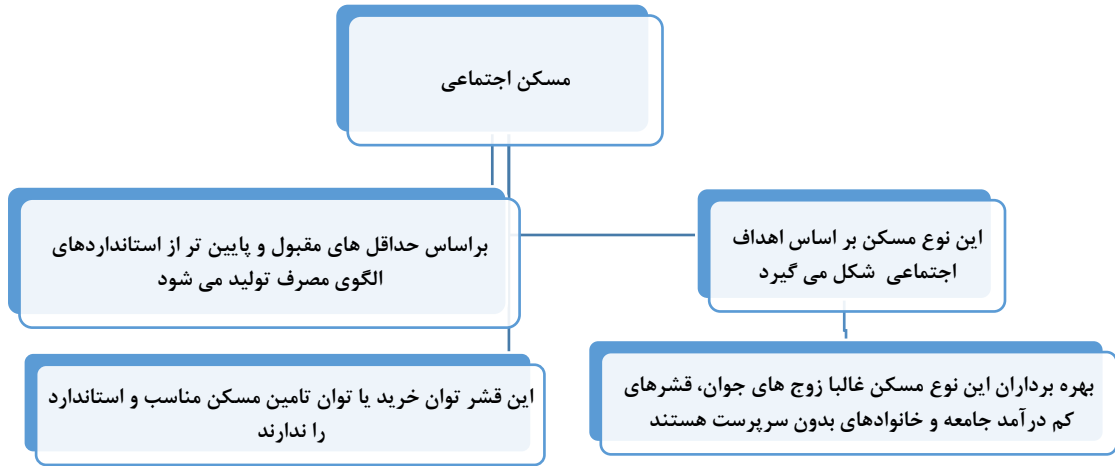 مسکن اجتماعی
این نوع مسکن بر اساس اهداف
اجتماعی شکل می گیرد
براساس حداقل های مقبول و پایین تر از استانداردهای
الگوی مصرف تولید می شود
بهره برداران این نوع مسکن غالبا زوج های جوان، قشرهای
کم درآمد جامعه و خانوادهای بدون سرپرست هستند
این قشر توان خرید یا توان تامین مسکن مناسب و استاندارد
را ندارند